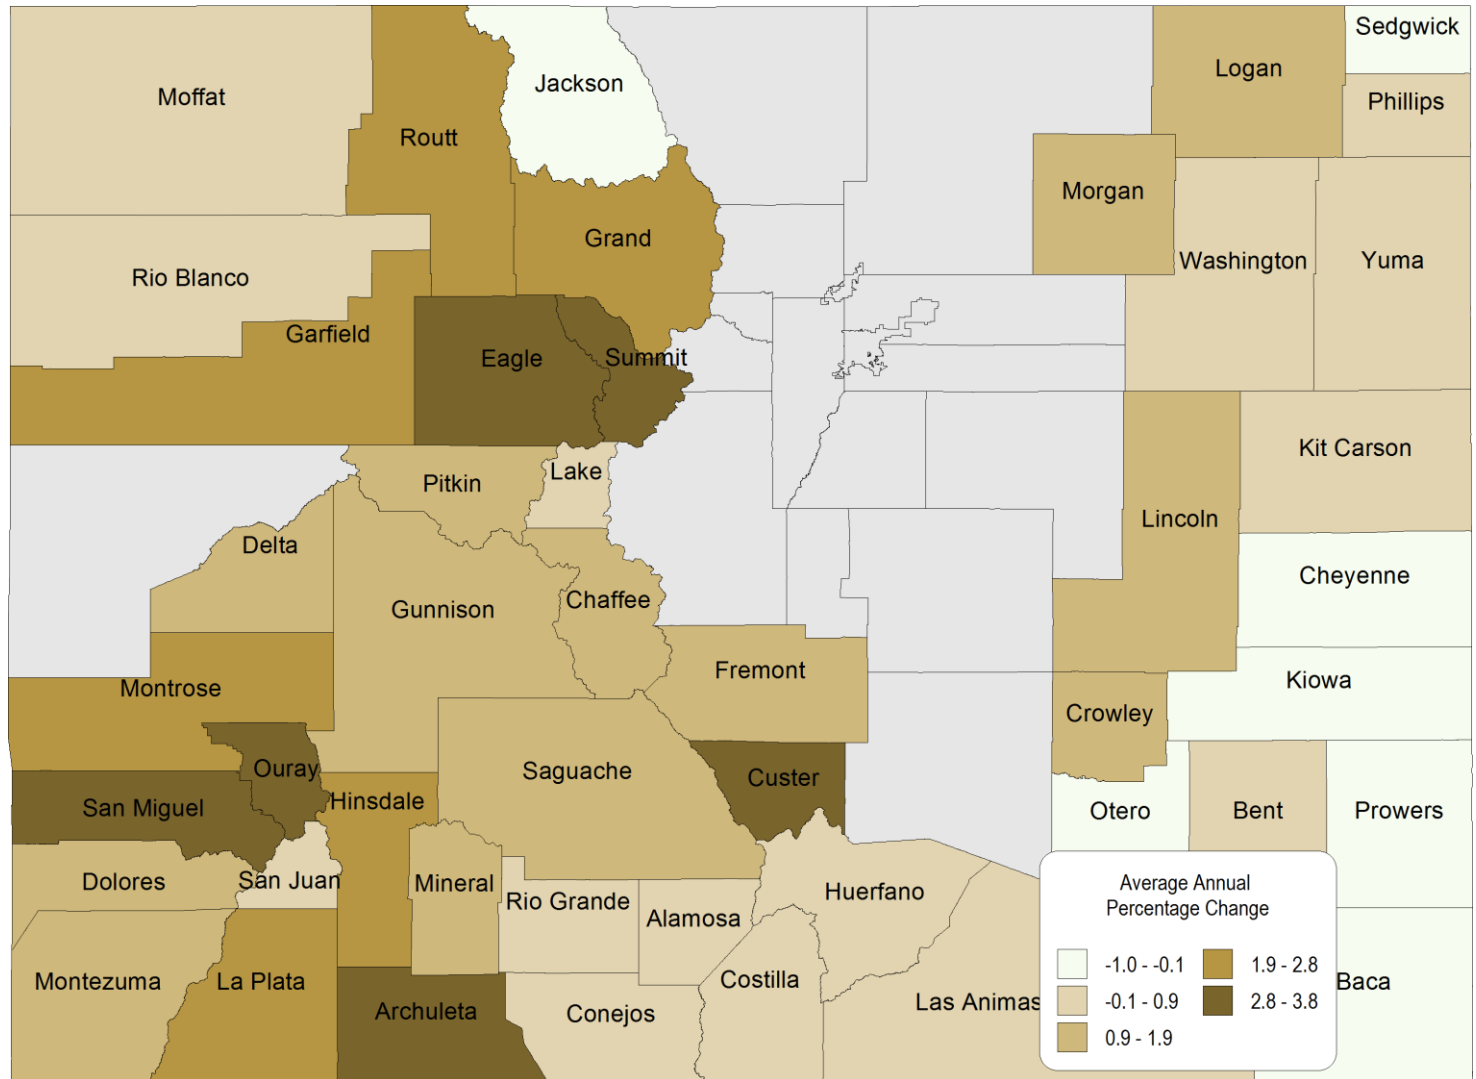 Sedgwick
Logan
Jackson
Moffat
Phillips
Routt
Morgan
Grand
Washington
Yuma
Rio Blanco
Garfield
Eagle
Summit
Kit Carson
Lake
Pitkin
Lincoln
Delta
Cheyenne
Chaffee
Gunnison
Fremont
Kiowa
Montrose
Crowley
Ouray
Saguache
Custer
Hinsdale
San Miguel
Otero
Bent
Prowers
Dolores
San Juan
Mineral
Huerfano
Rio Grande
Alamosa
Montezuma
La Plata
Costilla
Baca
Archuleta
Conejos
Las Animas
Average Annual
Percentage Change
-1.0 - -0.1
-0.1 - 0.9
0.9 - 1.9
1.9 - 2.8
2.8 - 3.8